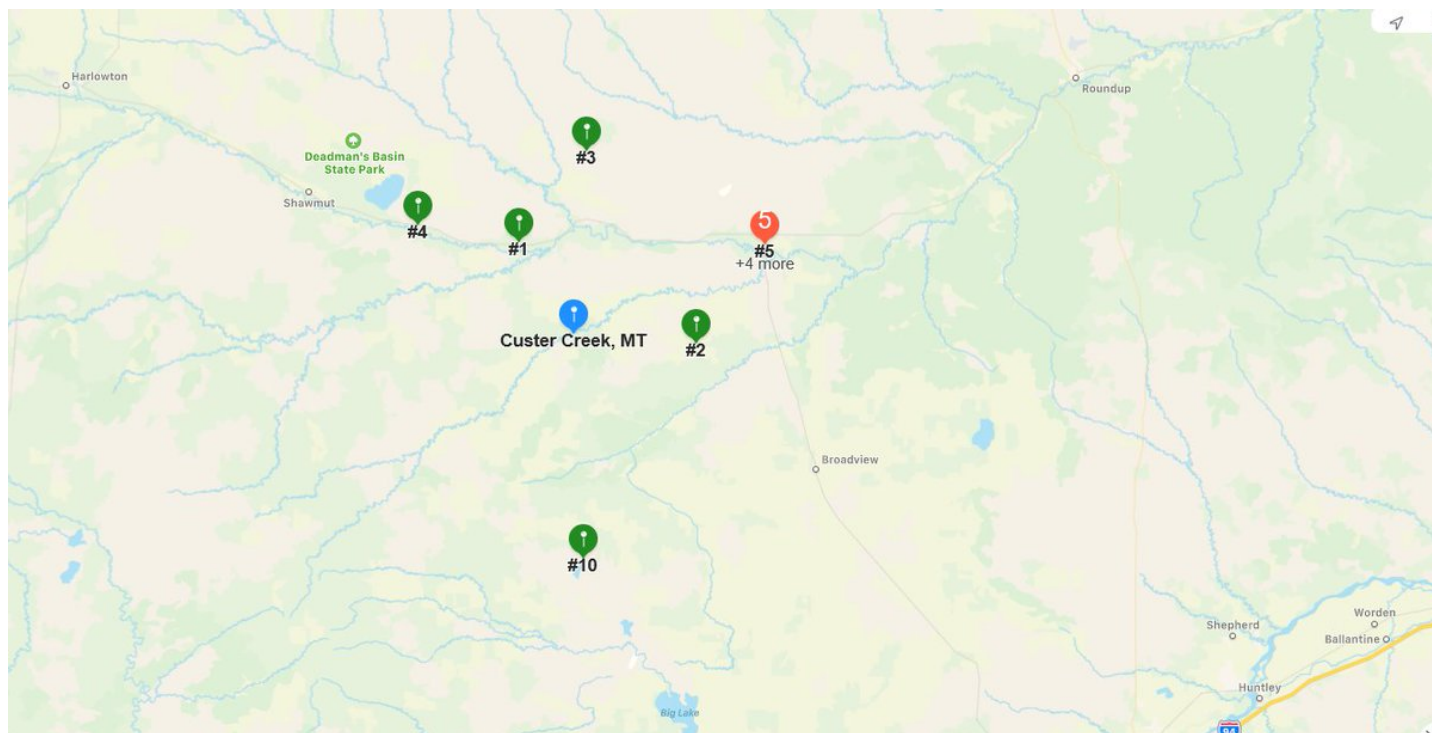 Harlowton
Roundup
#3
Deadman's Basin
State Park
Shawmut
#4
#1
5
#5
+4 more
Custer Creek, MT
#2
Broadview
#10
Worden
Shepherd
Ballantine
Huntley
Big Lake
94